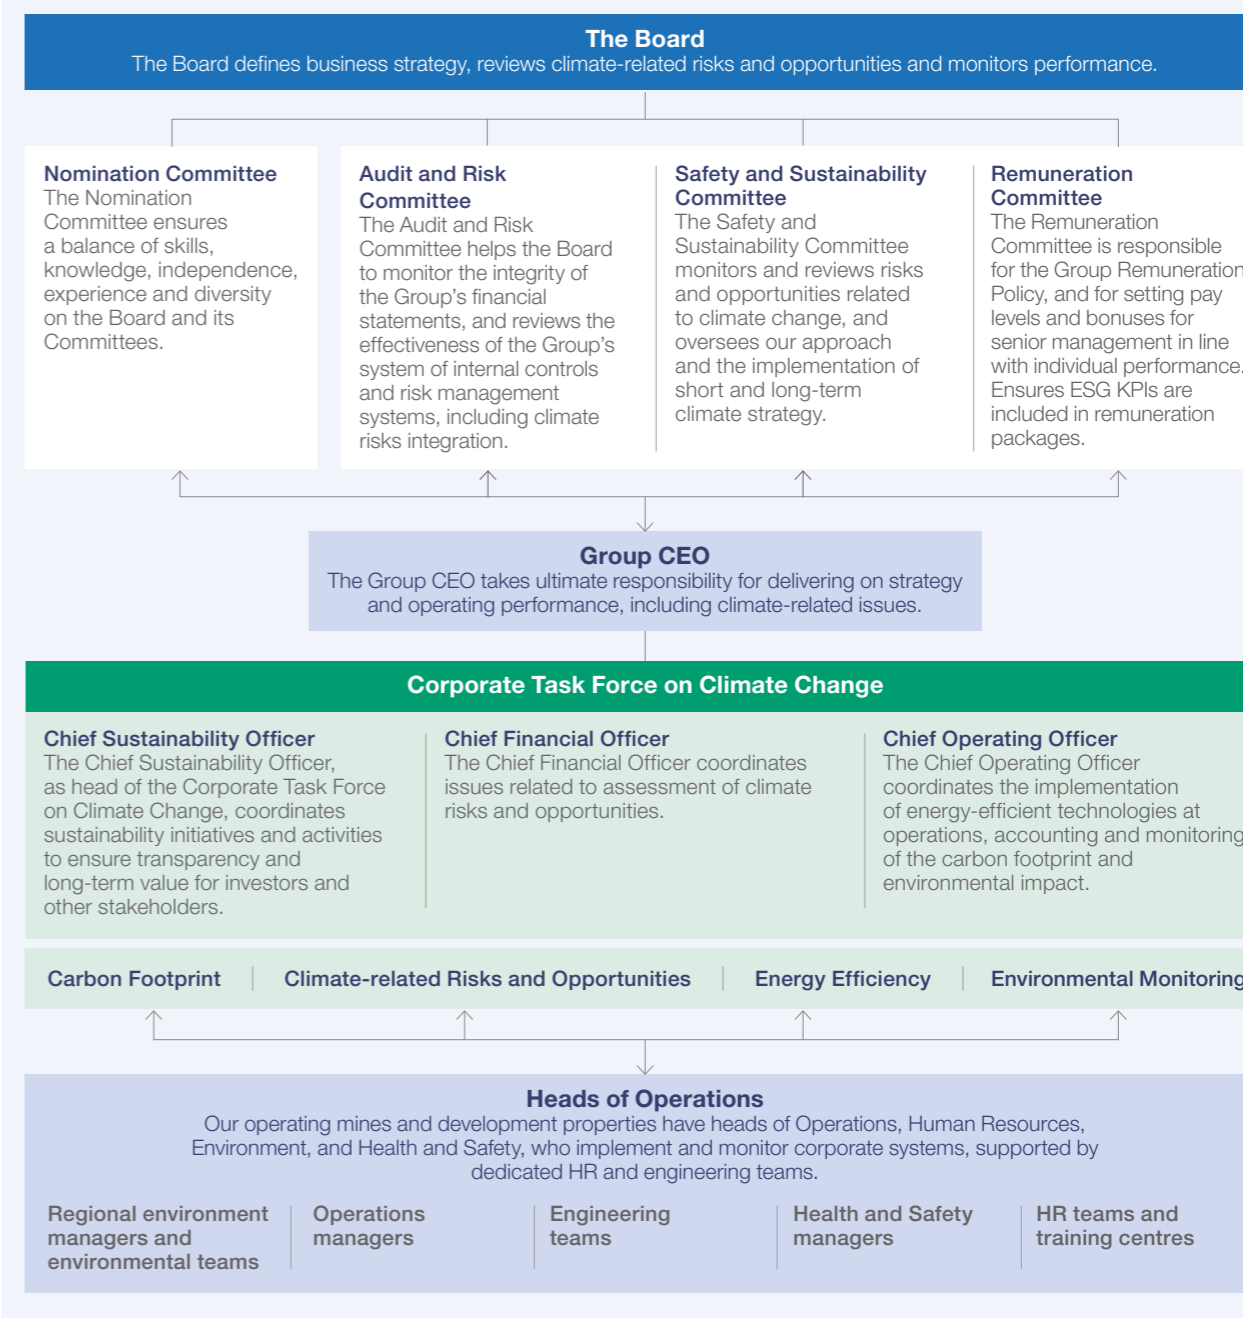 The Board
The Board defines business strategy, reviews climate-related risks and opportunities and monitors performance.
Nomination Committee
The Nomination
Committee ensures
a balance of skills,
knowledge, independence,
experience and diversity
on the Board and its
Committees.
Audit and Risk
Committee
The Audit and Risk
Committee helps the Board
to monitor the integrity of
the Group's financial
statements, and reviews the
effectiveness of the Group's
system of internal controls
and risk management
systems, including climate
risks integration.
Safety and Sustainability
Committee
The Safety and
Sustainability Committee
monitors and reviews risks
and opportunities related
to climate change, and
oversees our approach
and the implementation of
short and long-term
climate strategy.
Remuneration
Committee
The Remuneration
Committee is responsible
for the Group Remuneration
Policy, and for setting pay
levels and bonuses for
senior management in line
with individual performance.
Ensures ESG KPIs are
included in remuneration
packages.
Group CEO
The Group CEO takes ultimate responsibility for delivering on strategy
and operating performance, including climate-related issues.
Corporate Task Force on Climate Change
Chief Sustainability Officer
The Chief Sustainability Officer,
as head of the Corporate Task Force
on Climate Change, coordinates
sustainability initiatives and activities
to ensure transparency and
long-term value for investors and
other stakeholders.
Chief Financial Officer
The Chief Financial Officer coordinates
issues related to assessment of climate
risks and opportunities.
Chief Operating Officer
The Chief Operating Officer
coordinates the implementation
of energy-efficient technologies at
operations, accounting and monitoring
of the carbon footprint and
environmental impact.
Carbon Footprint
Climate-related Risks and Opportunities
Energy Efficiency
Environmental Monitoring
Heads of Operations
Our operating mines and development properties have heads of Operations, Human Resources,
Environment, and Health and Safety, who implement and monitor corporate systems, supported by
dedicated HR and engineering teams.
Regional environment
managers and
environmental teams
Operations
managers
Engineering
teams
Health and Safety
managers
HR teams and
training centres